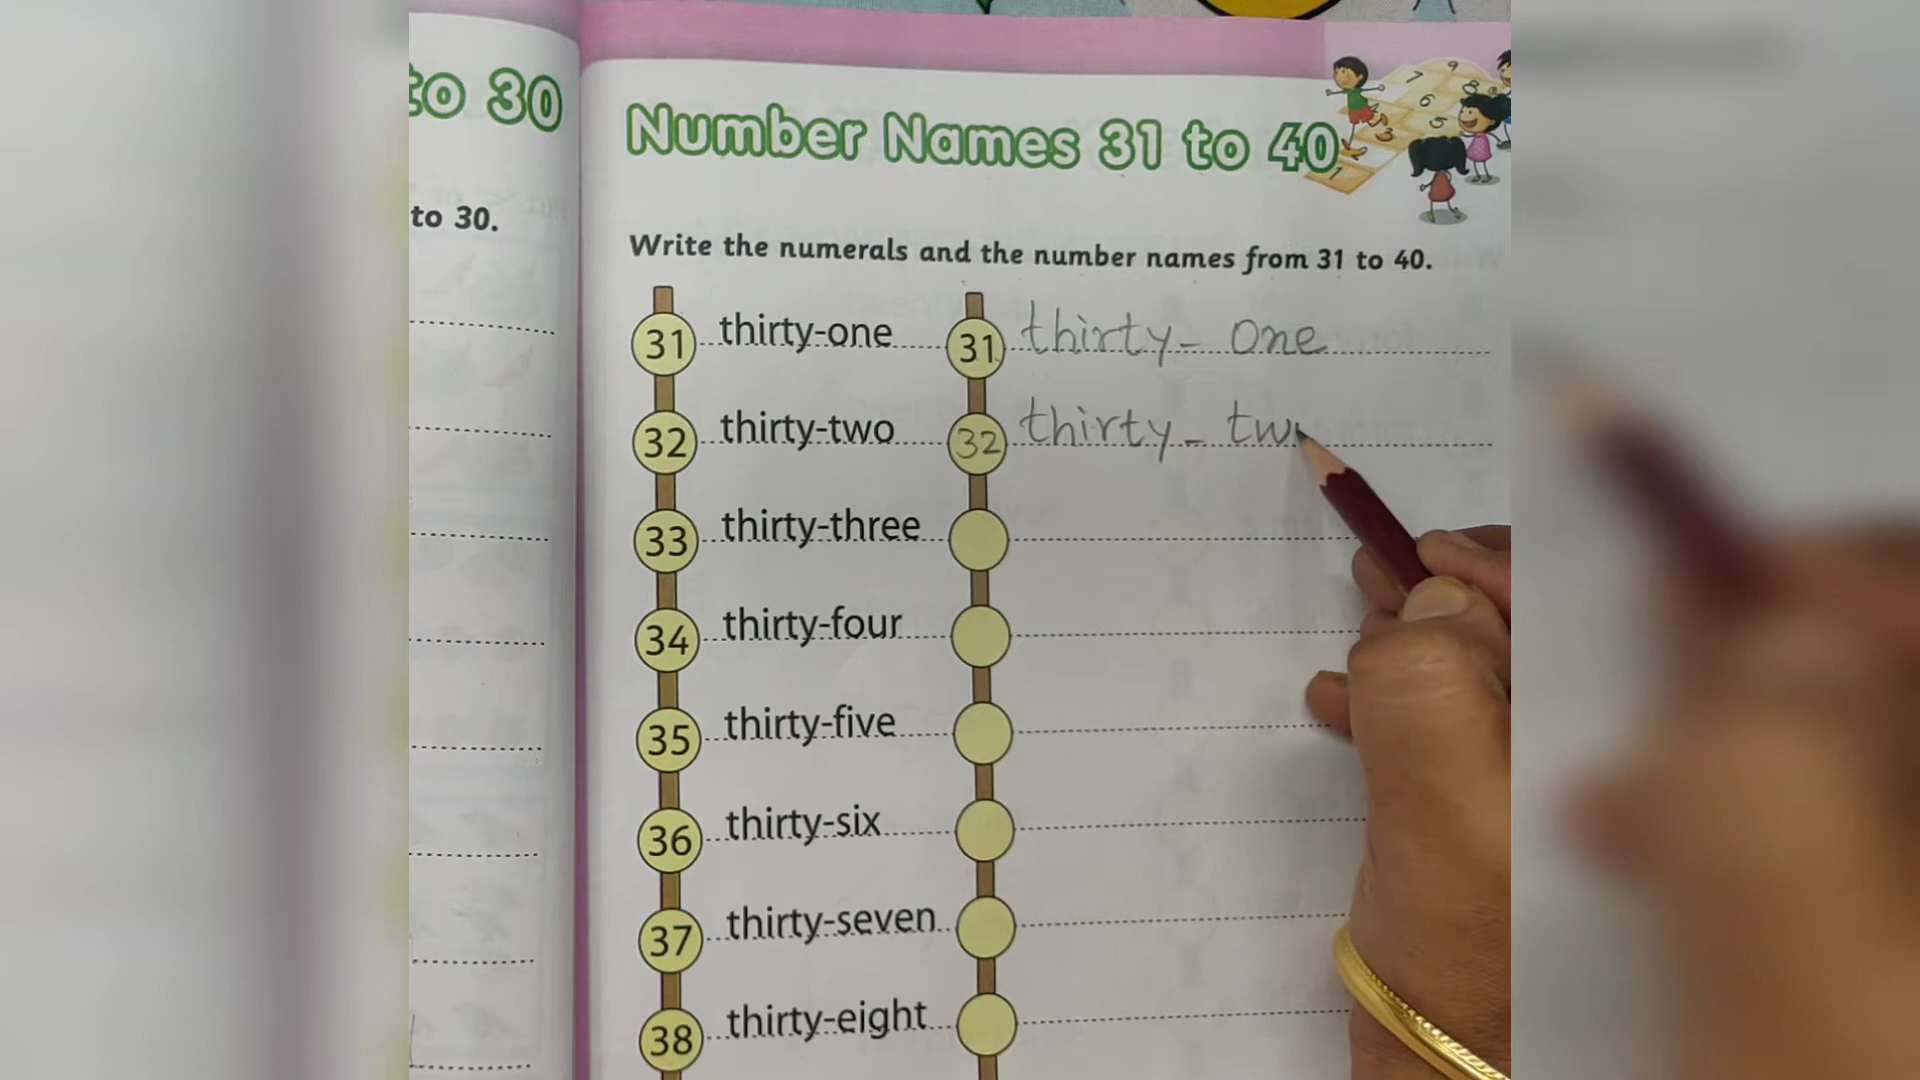 to 30
to 30.
Number Names 31 to 40
Write the numerals and the number names from 31 to 40.
31 thirty-one 31 thirty- one
32 thirty-two 32 thirty- tw
33 thirty-three
34 thirty-four
35 thirty-five
36 thirty-six
37 thirty-seven
38 thirty-eight